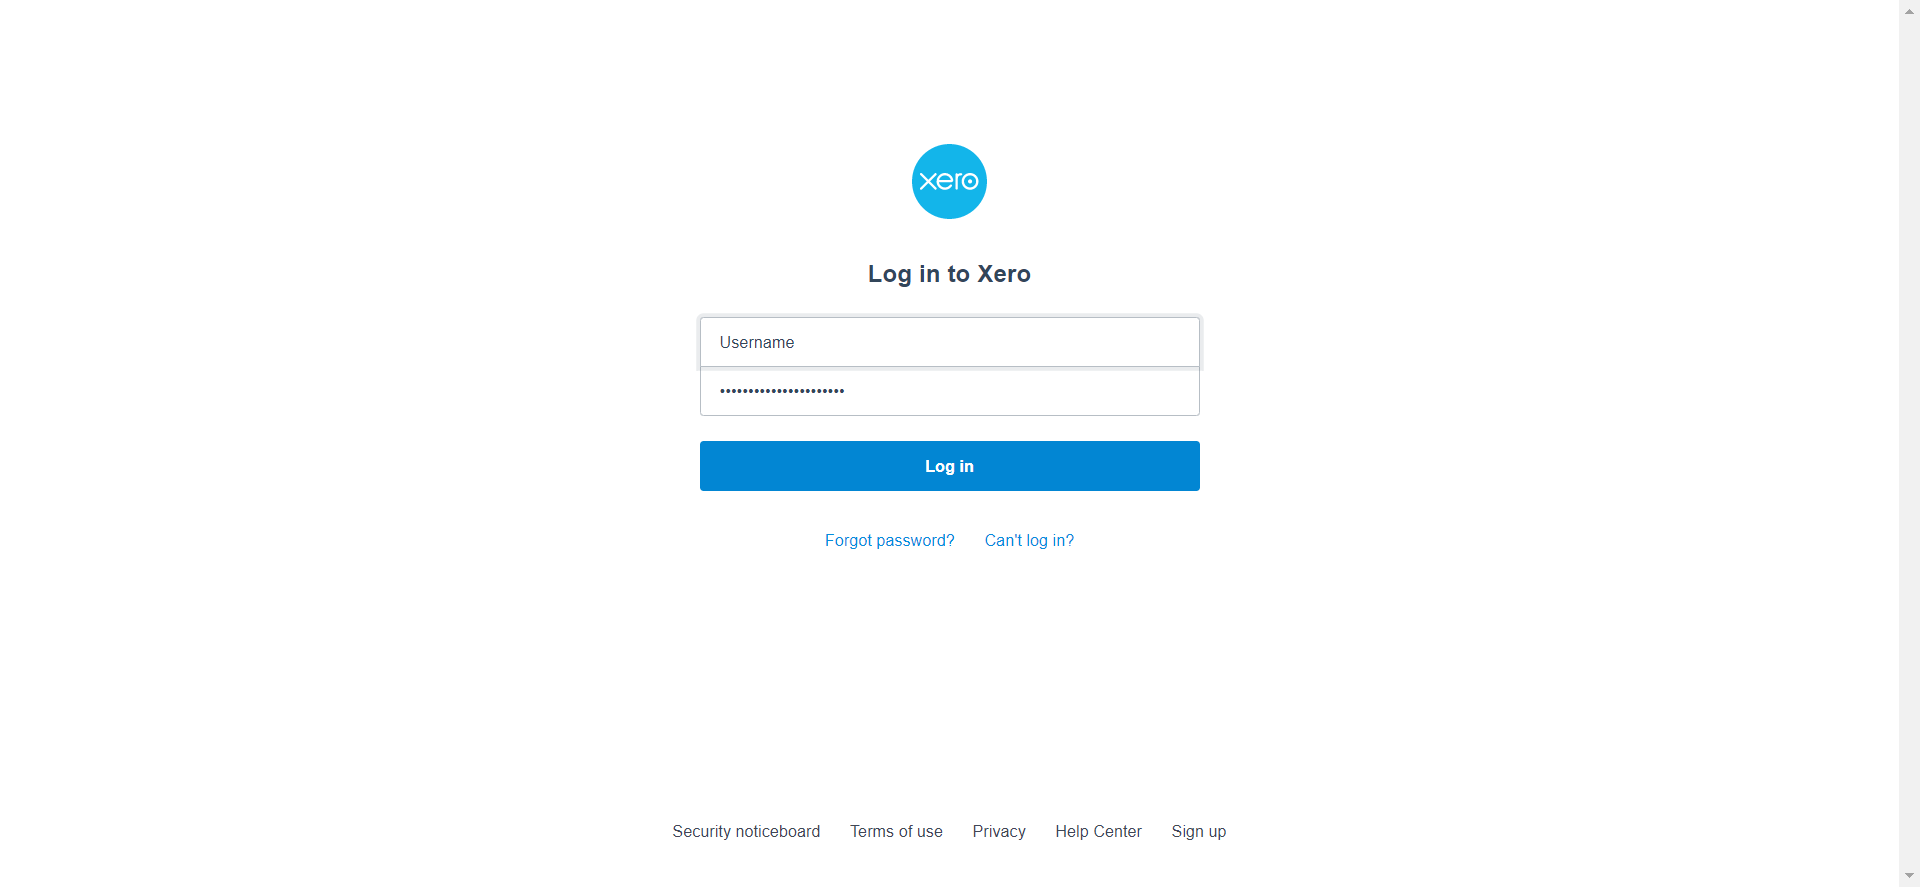 xero
Log in to Xero
Username
••••••••••••••••••••••
Log in
Forgot password? Can't log in?
Security noticeboard Terms of use Privacy Help Center Sign up